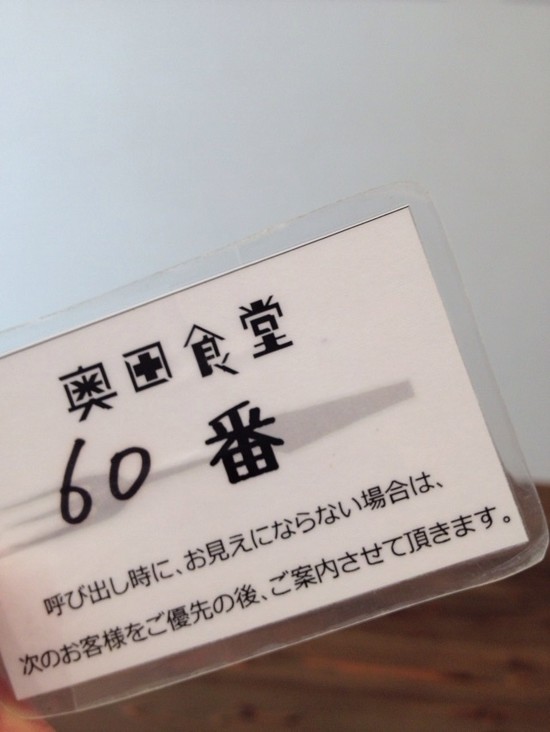 奥田食堂
60番
呼び出し時に、お見えにならない場合は、
次のお客様をご優先の後、ご案内させて頂きます。